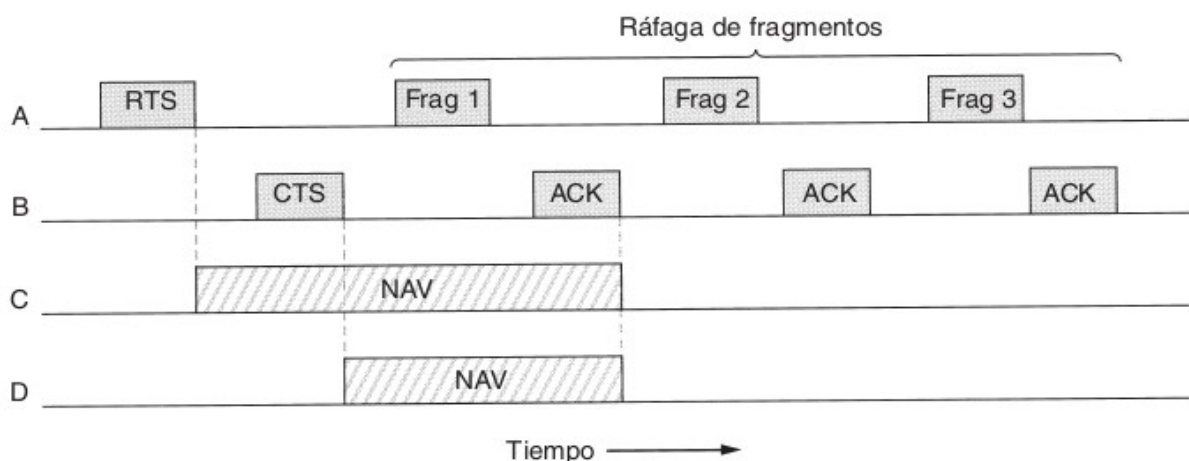 Ráfaga de fragmentos
A RTS Frag 1 Frag 2 Frag 3
B CTS ACK ACK ACK
C NAV
D NAV
Tiempo